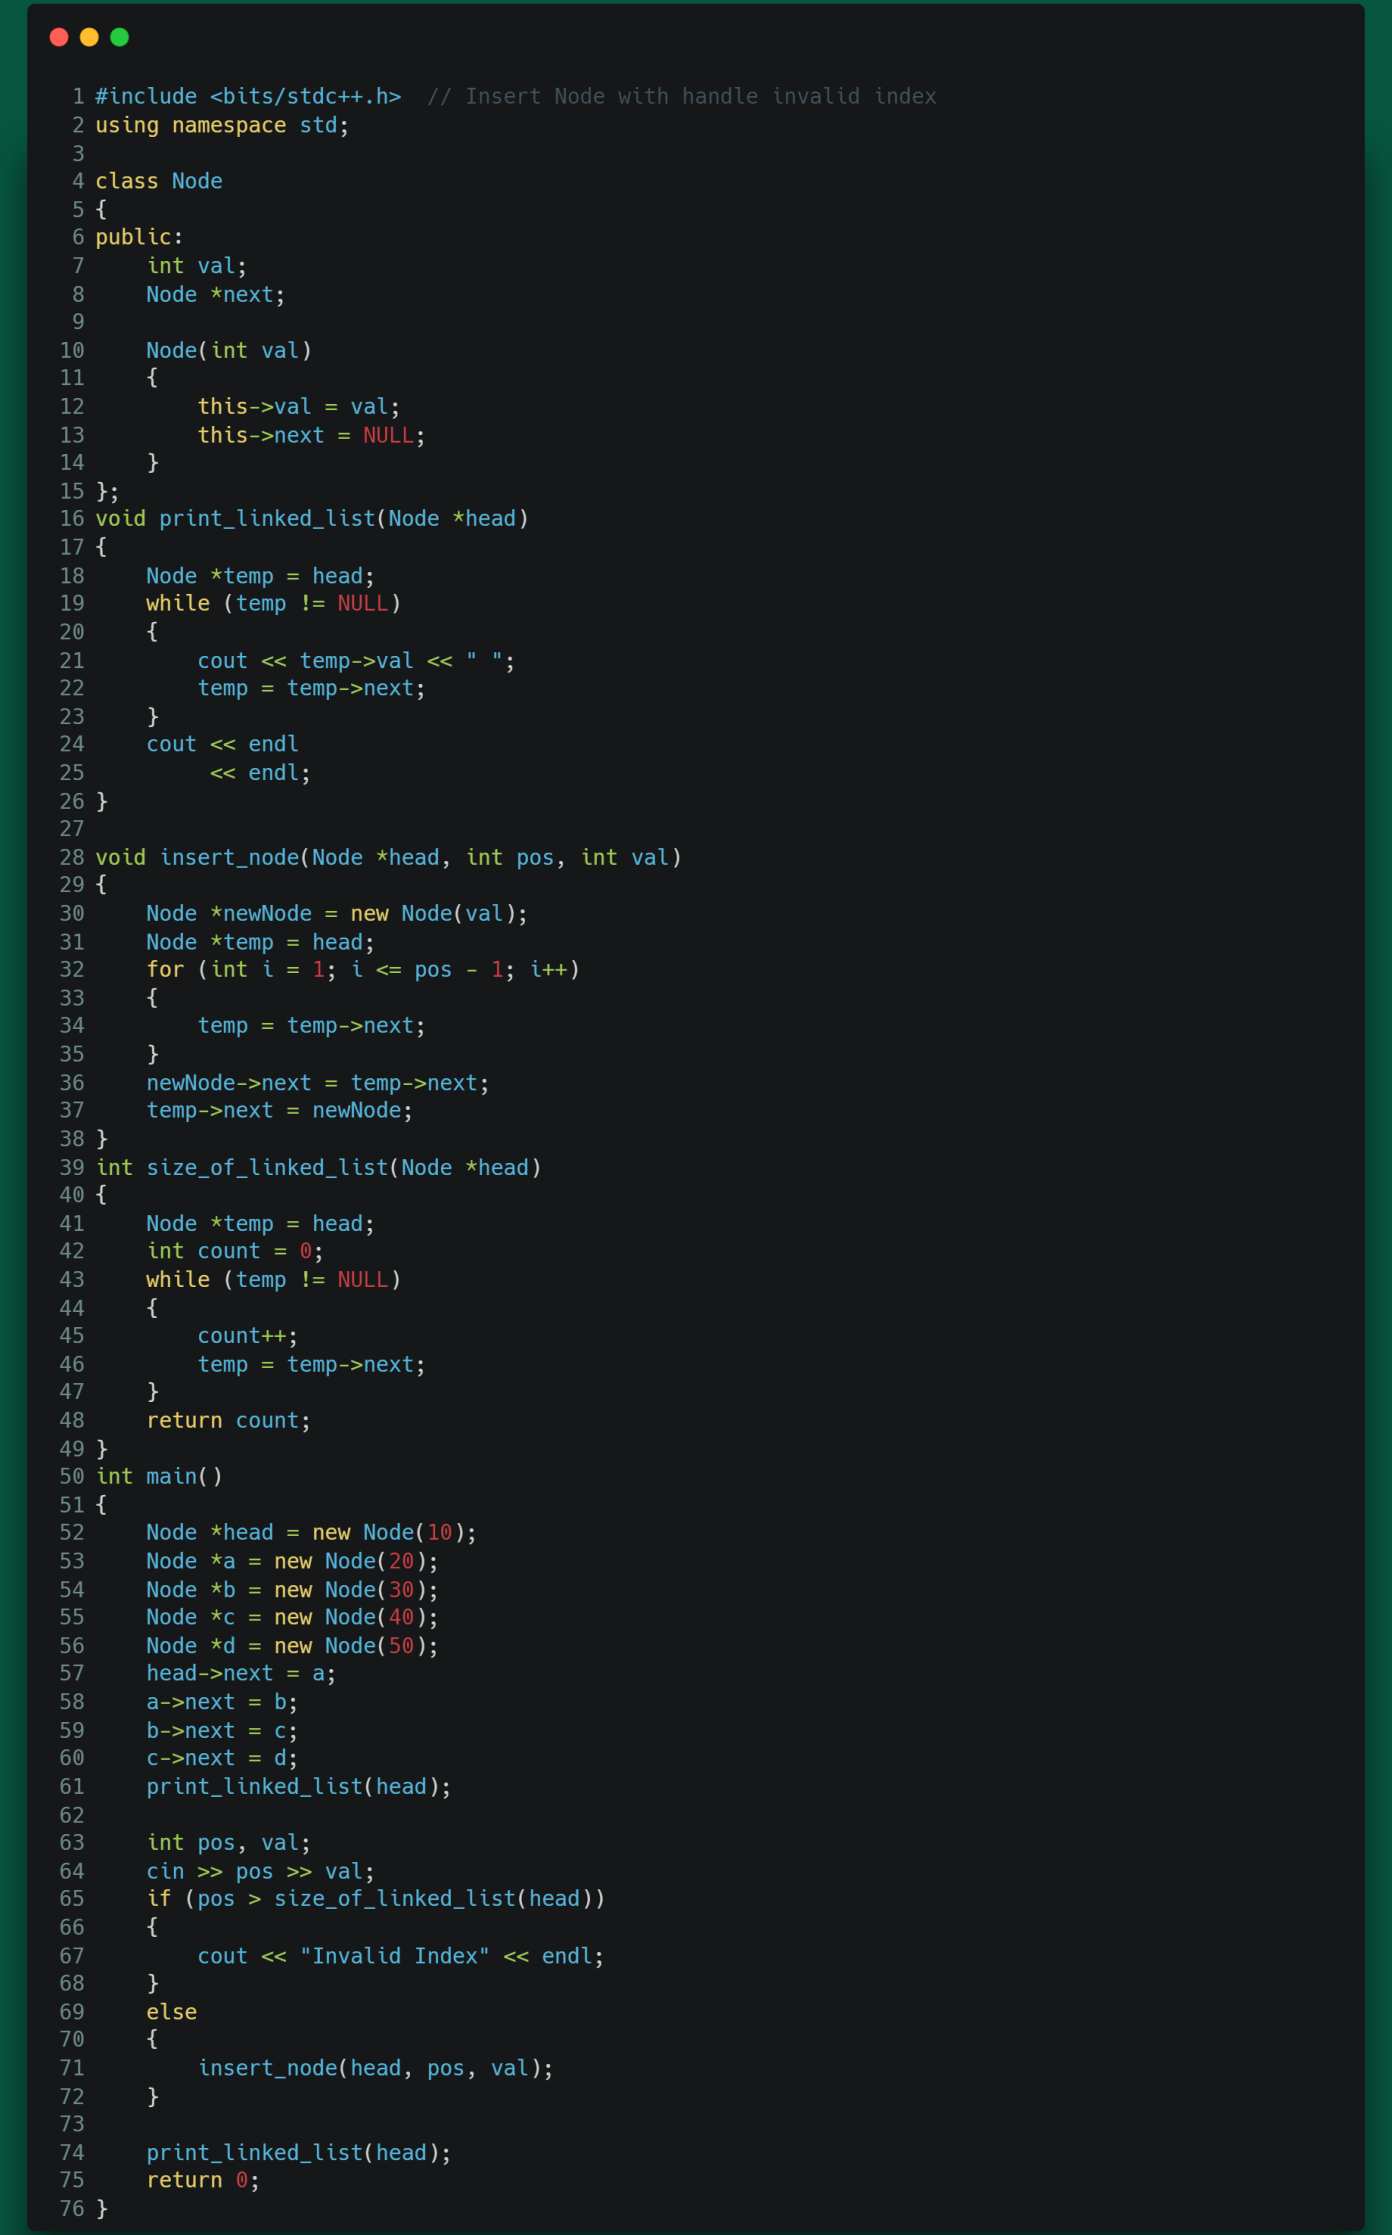 1 #include <bits/stdc++.h>  // Insert Node with handle invalid index
2 using namespace std;
3
4 class Node
5 {
6 public:
7     int val;
8     Node *next;
9
10     Node(int val)
11     {
12         this->val = val;
13         this->next = NULL;
14     }
15 };
16 void print_linked_list(Node *head)
17 {
18     Node *temp = head;
19     while (temp != NULL)
20     {
21         cout << temp->val << " ";
22         temp = temp->next;
23     }
24     cout << endl
25          << endl;
26 }
27
28 void insert_node(Node *head, int pos, int val)
29 {
30     Node *newNode = new Node(val);
31     Node *temp = head;
32     for (int i = 1; i <= pos - 1; i++)
33     {
34         temp = temp->next;
35     }
36     newNode->next = temp->next;
37     temp->next = newNode;
38 }
39 int size_of_linked_list(Node *head)
40 {
41     Node *temp = head;
42     int count = 0;
43     while (temp != NULL)
44     {
45         count++;
46         temp = temp->next;
47     }
48     return count;
49 }
50 int main()
51 {
52     Node *head = new Node(10);
53     Node *a = new Node(20);
54     Node *b = new Node(30);
55     Node *c = new Node(40);
56     Node *d = new Node(50);
57     head->next = a;
58     a->next = b;
59     b->next = c;
60     c->next = d;
61     print_linked_list(head);
62
63     int pos, val;
64     cin >> pos >> val;
65     if (pos > size_of_linked_list(head))
66     {
67         cout << "Invalid Index" << endl;
68     }
69     else
70     {
71         insert_node(head, pos, val);
72     }
73
74     print_linked_list(head);
75     return 0;
76 }